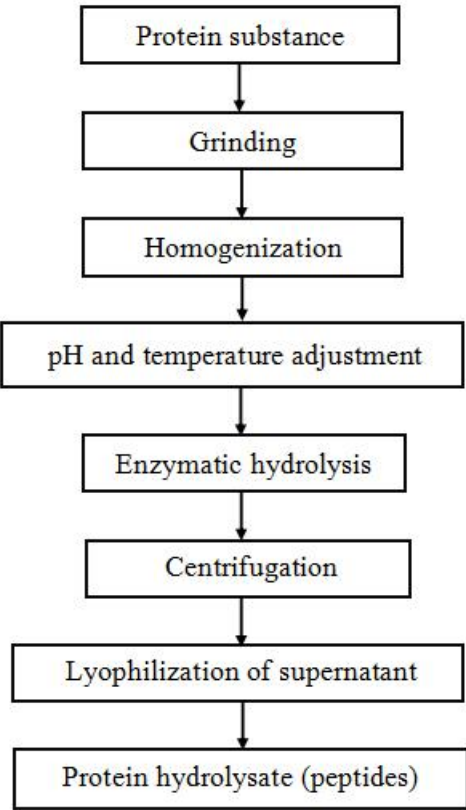 Protein substance
Grinding
Homogenization
pH and temperature adjustment
Enzymatic hydrolysis
Centrifugation
Lyophilization of supernatant
Protein hydrolysate (peptides)